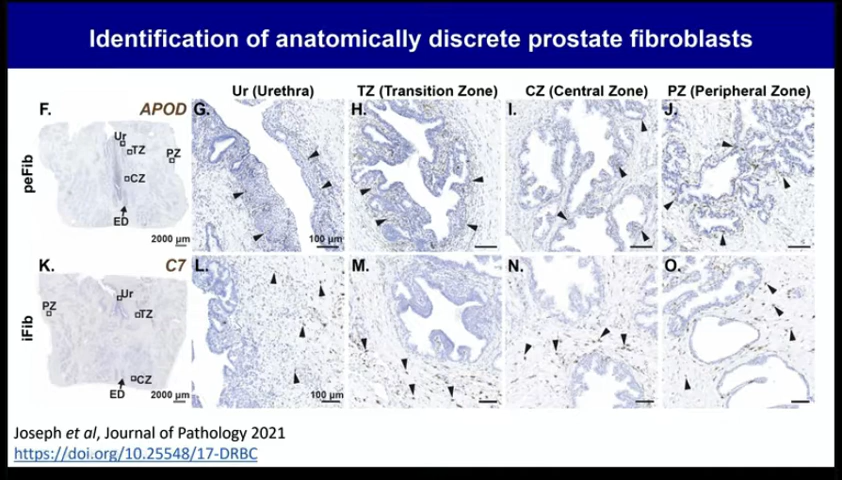 Identification of anatomically discrete prostate fibroblasts
Ur (Urethra) TZ (Transition Zone) CZ (Central Zone) PZ (Peripheral Zone)
F. APOD G. H. I. J.
peFib
Ur
TZ
PZ
CZ
ED
2000 µm 100 µm
K. C7 L. M. N. O.
iFib
PZ
Ur
TZ
CZ
ED
2000 µm 100 µm
Joseph et al, Journal of Pathology 2021
https://doi.org/10.25548/17-DRBC